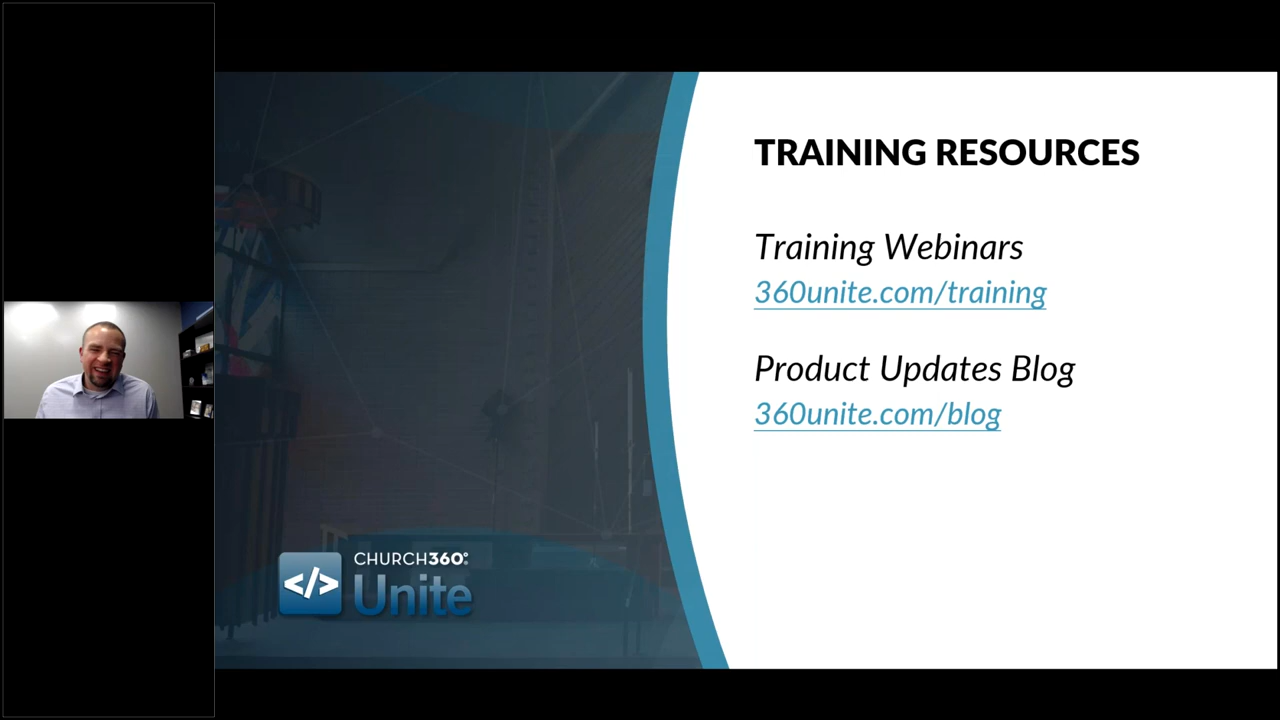 TRAINING RESOURCES
Training Webinars
360unite.com/training
Product Updates Blog
360unite.com/blog
</> CHURCH360°
Unite